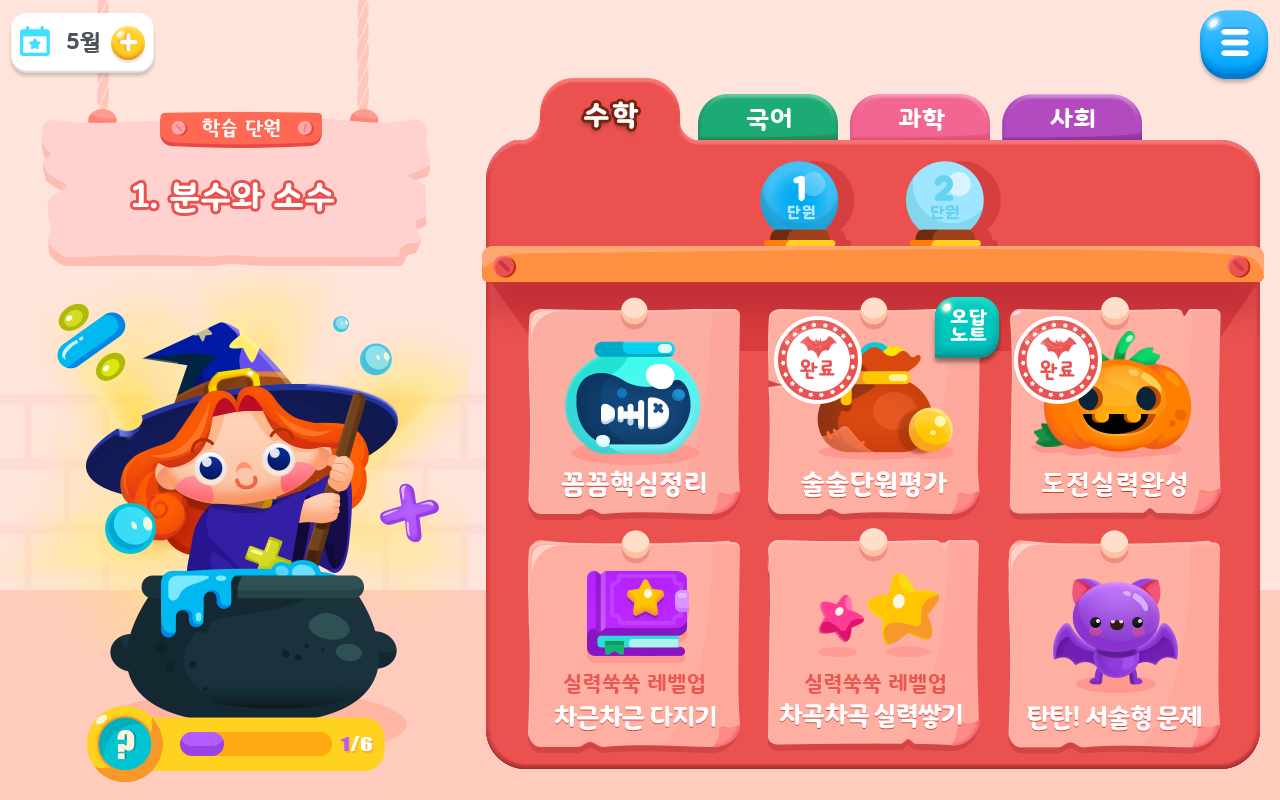 5월
학습 단원
1. 분수와 소수
수학
국어
과학
사회
1
단원
2
단원
오답
노트
완료
완료
꼼꼼핵심정리
술술단원평가
도전실력완성
실력쑥쑥 레벨업
차근차근 다지기
실력쑥쑥 레벨업
차곡차곡 실력쌓기
탄탄! 서술형 문제
?
1/6